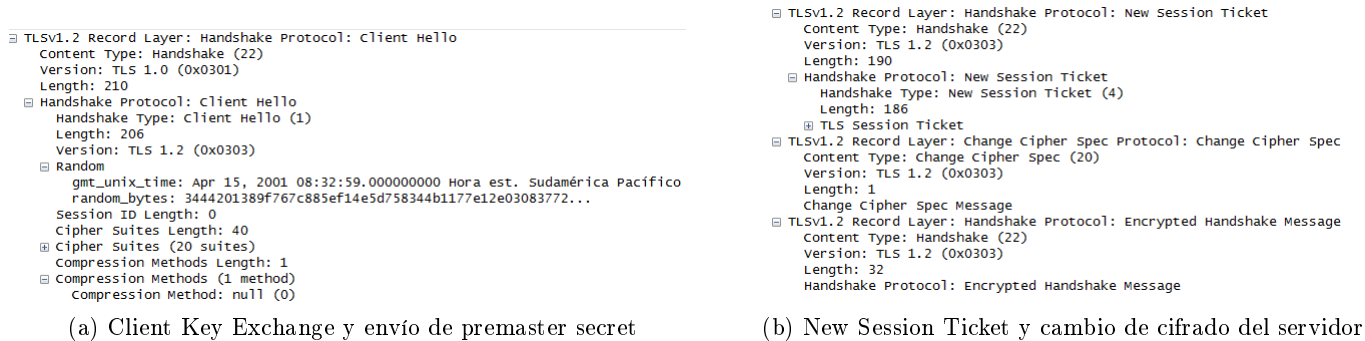 TLSv1.2 Record Layer: Handshake Protocol: Client Hello
Content Type: Handshake (22)
Version: TLS 1.0 (0x0301)
Length: 210
Handshake Protocol: Client Hello
Handshake Type: Client Hello (1)
Length: 206
Version: TLS 1.2 (0x0303)
Random
gmt_unix_time: Apr 15, 2001 08:32:59.000000000 Hora est. Sudamérica Pacífico
random_bytes: 3444201389f767c885ef14e5d758344b1177e12e03083772...
Session ID Length: 0
Cipher Suites Length: 40
Cipher Suites (20 suites)
Compression Methods Length: 1
Compression Methods (1 method)
Compression Method: null (0)
(a) Client Key Exchange y envío de premaster secret
TLSv1.2 Record Layer: Handshake Protocol: New Session Ticket
Content Type: Handshake (22)
Version: TLS 1.2 (0x0303)
Length: 190
Handshake Protocol: New Session Ticket
Handshake Type: New Session Ticket (4)
Length: 186
TLS Session Ticket
TLSv1.2 Record Layer: Change Cipher Spec Protocol: Change Cipher Spec
Content Type: Change Cipher Spec (20)
Version: TLS 1.2 (0x0303)
Length: 1
Change Cipher Spec Message
TLSv1.2 Record Layer: Handshake Protocol: Encrypted Handshake Message
Content Type: Handshake (22)
Version: TLS 1.2 (0x0303)
Length: 32
Handshake Protocol: Encrypted Handshake Message
(b) New Session Ticket y cambio de cifrado del servidor